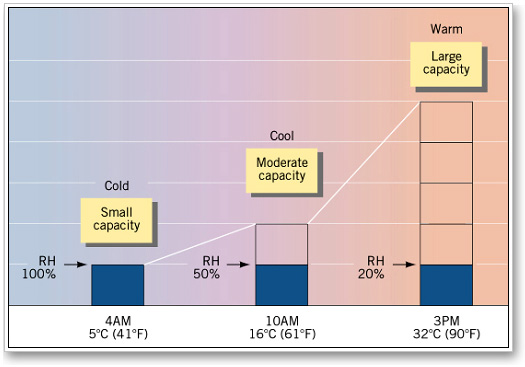 Warm
Large
capacity
Cool
Moderate
capacity
Cold
Small
capacity
RH
100%
RH
50%
RH
20%
4AM
5°C (41°F)
10AM
16°C (61°F)
3PM
32°C (90°F)